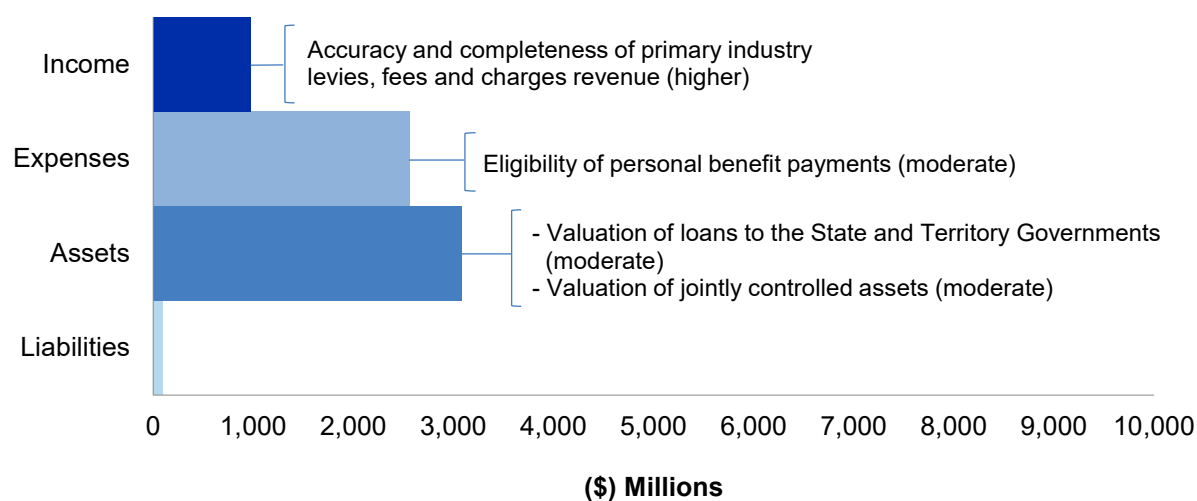 Income
Accuracy and completeness of primary industry
levies, fees and charges revenue (higher)
Expenses
Eligibility of personal benefit payments (moderate)
Assets
- Valuation of loans to the State and Territory Governments
(moderate)
- Valuation of jointly controlled assets (moderate)
Liabilities
0 1,000 2,000 3,000 4,000 5,000 6,000 7,000 8,000 9,000 10,000
($) Millions